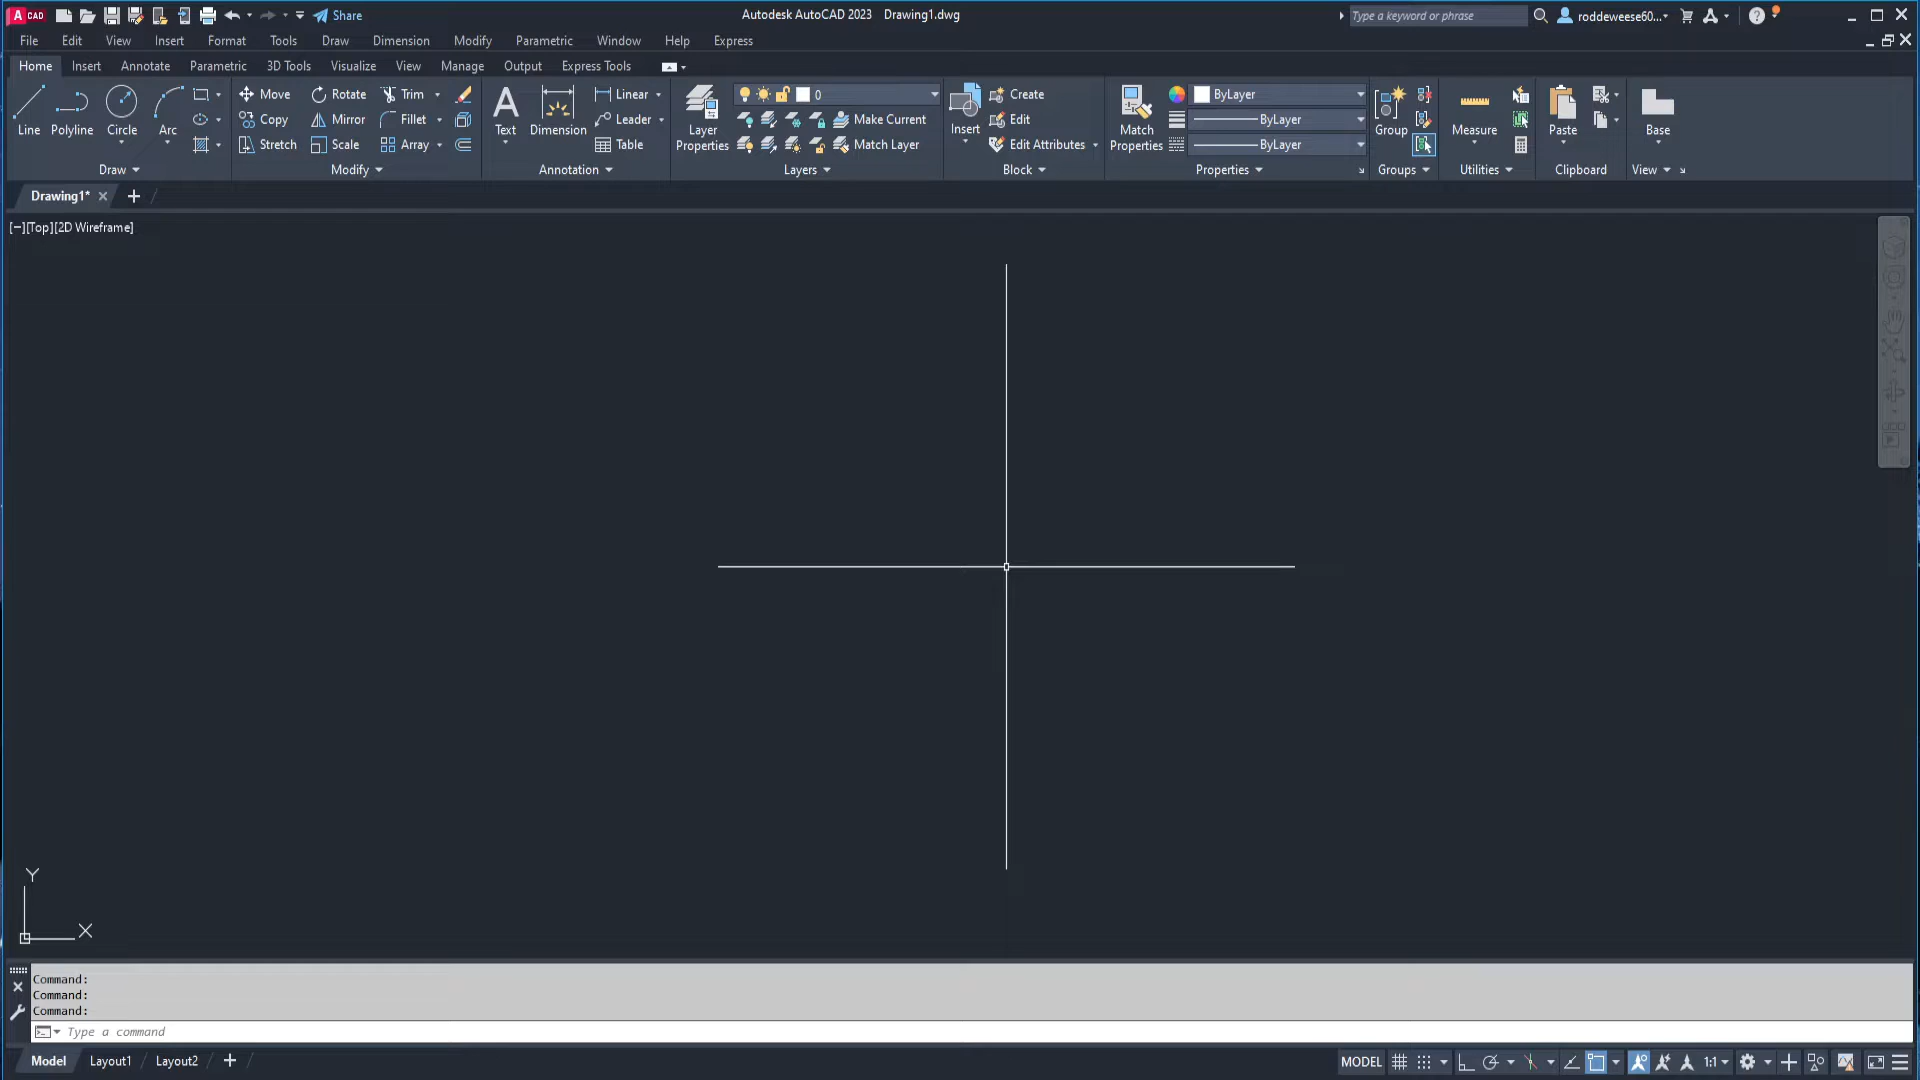 A CAD Share Autodesk AutoCAD 2023 Drawing1.dwg Type a keyword or phrase roddeweese60...
File Edit View Insert Format Tools Draw Dimension Modify Parametric Window Help Express
Home Insert Annotate Parametric 3D Tools Visualize View Manage Output Express Tools
Line Polyline Circle Arc
Move Rotate Trim
Copy Mirror Fillet
Stretch Scale Array
A
Text Dimension
Linear
Leader
Table
Layer
Properties
0
Make Current
Match Layer
Insert
Create
Edit
Edit Attributes
Match
Properties
ByLayer
ByLayer
ByLayer
Group
Measure
Paste
Base
Draw Modify Annotation Layers Block Properties Groups Utilities Clipboard View
Drawing1*
[−][Top][2D Wireframe]
Y
X
Command:
Command:
Command:
Type a command
Model Layout1 Layout2 MODEL 1:1